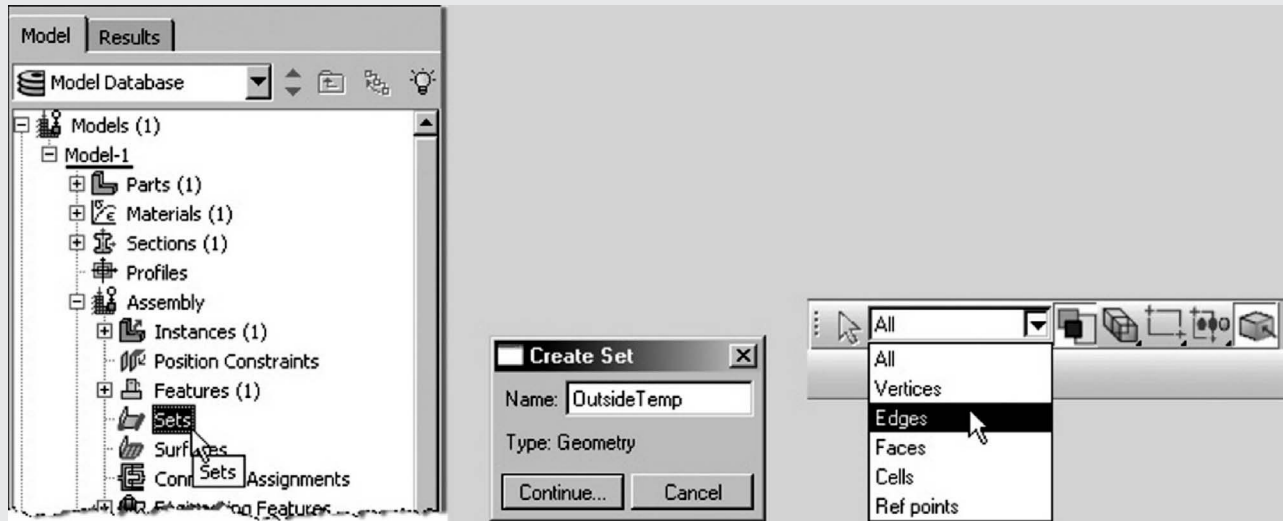 Model Results
Model Database
Models (1)
Model-1
Parts (1)
Materials (1)
Sections (1)
Profiles
Assembly
Instances (1)
Position Constraints
Features (1)
Sets
Surfaces
Sets
Assignments
Features
Create Set
Name: OutsideTemp
Type: Geometry
Continue... Cancel
All
All
Vertices
Edges
Faces
Cells
Ref points